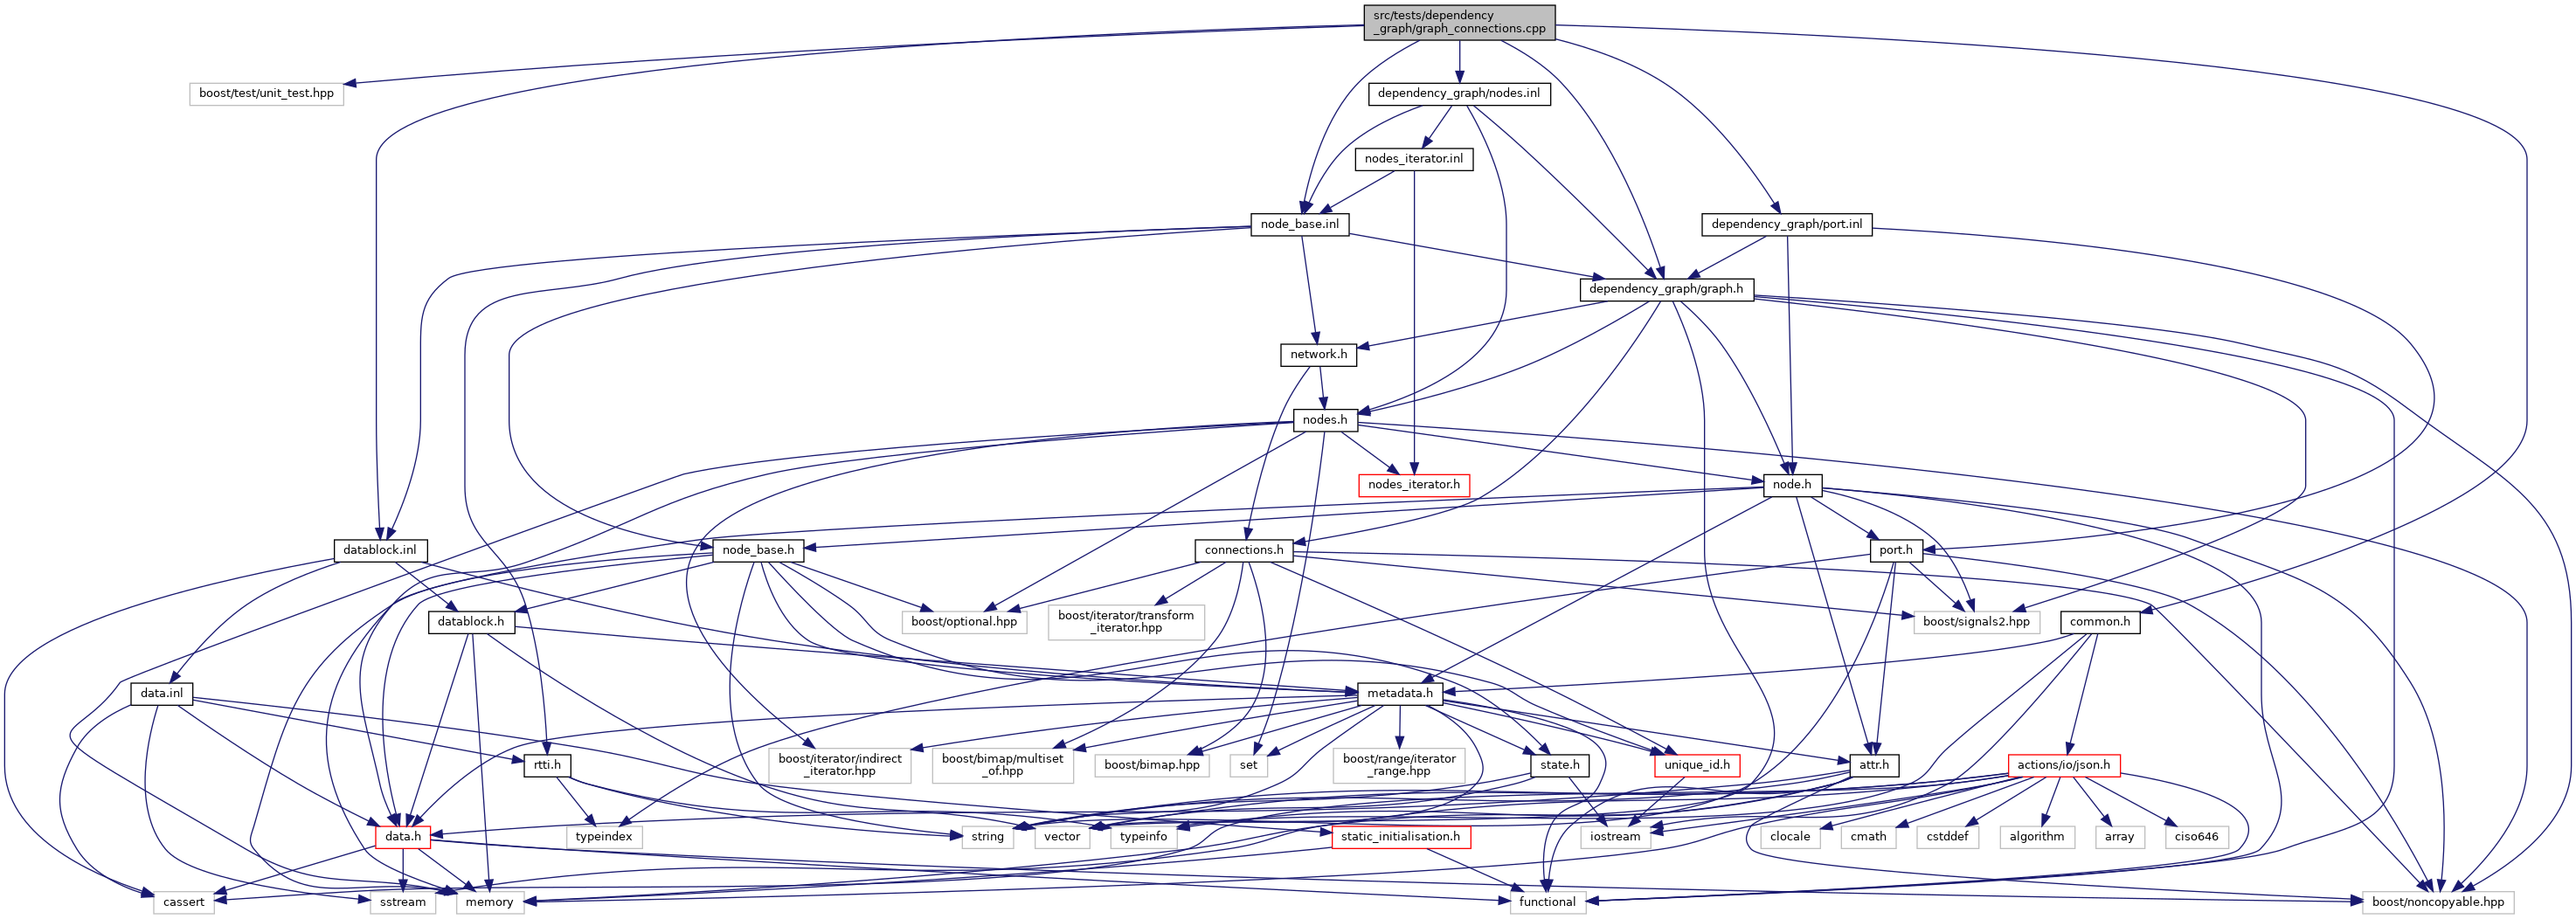 src/tests/dependency
_graph/graph_connections.cpp
boost/test/unit_test.hpp
dependency_graph/nodes.inl
nodes_iterator.inl
node_base.inl
dependency_graph/port.inl
dependency_graph/graph.h
network.h
nodes.h
nodes_iterator.h
node.h
datablock.inl
node_base.h
connections.h
port.h
datablock.h
boost/optional.hpp
boost/iterator/transform
_iterator.hpp
boost/signals2.hpp
common.h
data.inl
metadata.h
rtti.h
boost/iterator/indirect
_iterator.hpp
boost/bimap/multiset
_of.hpp
boost/bimap.hpp
set
boost/range/iterator
_range.hpp
state.h
unique_id.h
attr.h
actions/io/json.h
data.h
typeindex
string
vector
typeinfo
static_initialisation.h
iostream
clocale
cmath
cstddef
algorithm
array
ciso646
cassert
sstream
memory
functional
boost/noncopyable.hpp